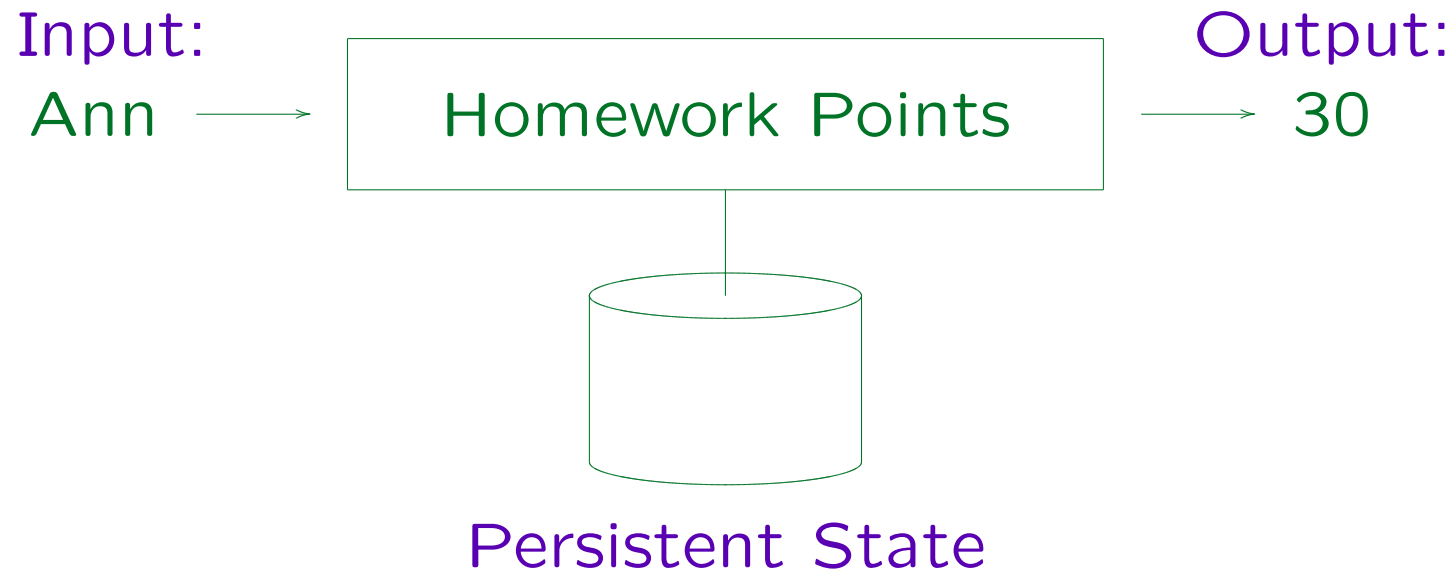 Input:
Output:
Ann
Homework Points
30
Persistent State